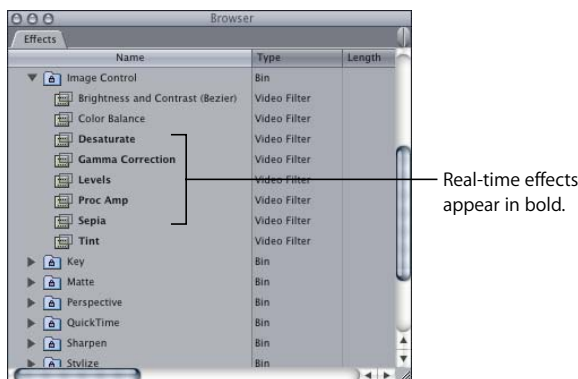 Browser
Effects
Name Type Length
Image Control Bin
Brightness and Contrast (Bezier) Video Filter
Color Balance Video Filter
Desaturate Video Filter
Gamma Correction Video Filter
Levels Video Filter
Proc Amp Video Filter
Sepia Video Filter
Tint Video Filter
Key Bin
Matte Bin
Perspective Bin
QuickTime Bin
Sharpen Bin
Stylize Bin
Real-time effects
appear in bold.